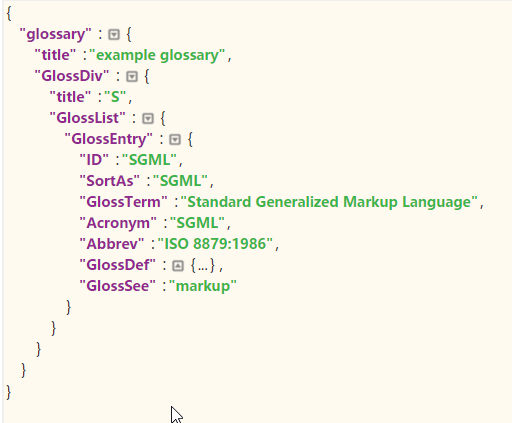 {
"glossary" : {
"title" :"example glossary",
"GlossDiv" : {
"title" :"S",
"GlossList" : {
"GlossEntry" : {
"ID" :"SGML",
"SortAs" :"SGML",
"GlossTerm" :"Standard Generalized Markup Language",
"Acronym" :"SGML",
"Abbrev" :"ISO 8879:1986",
"GlossDef" : {...} ,
"GlossSee" :"markup"
}
}
}
}
}